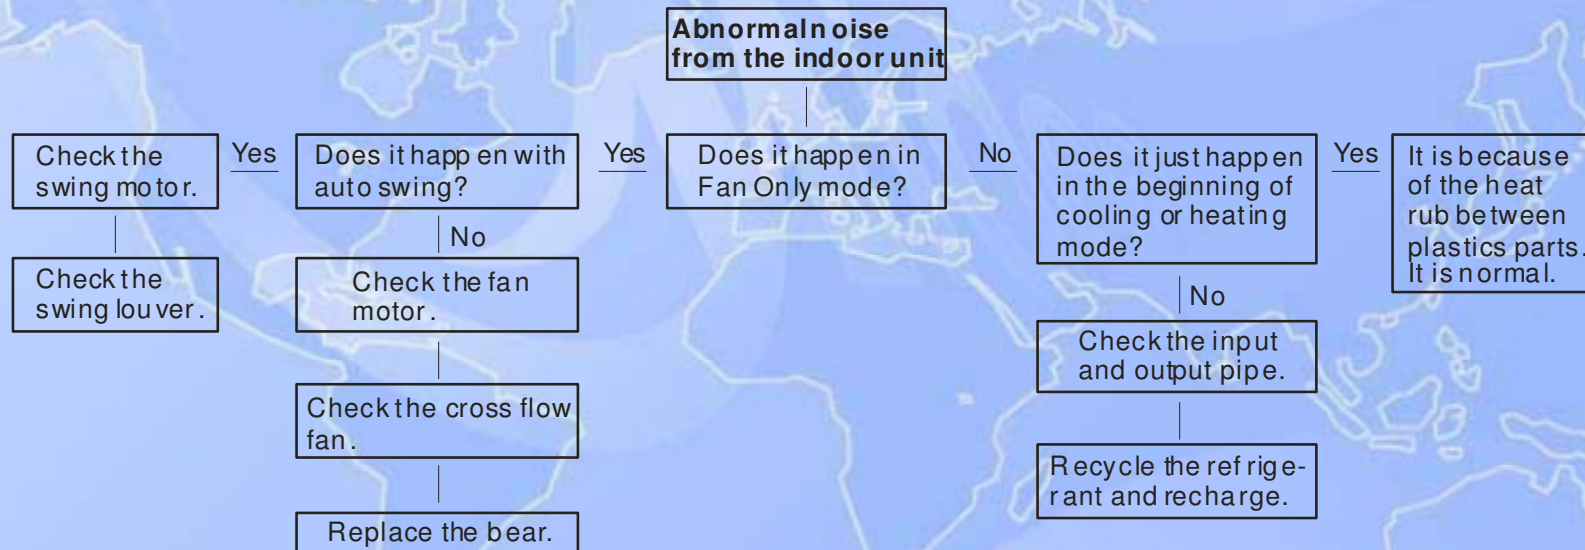 Abnormal noise
from the indoor unit
Check the
swing motor.
Yes
Does it happen with
auto swing?
Yes
Does it happen in
Fan Only mode?
No
Does it just happen
in the beginning of
cooling or heating
mode?
Yes
It is because
of the heat
rub between
plastics parts.
It is normal.
Check the
swing louver.
No
Check the fan
motor.
Check the cross flow
fan.
Replace the bear.
No
Check the input
and output pipe.
Recycle the refrige-
rant and recharge.